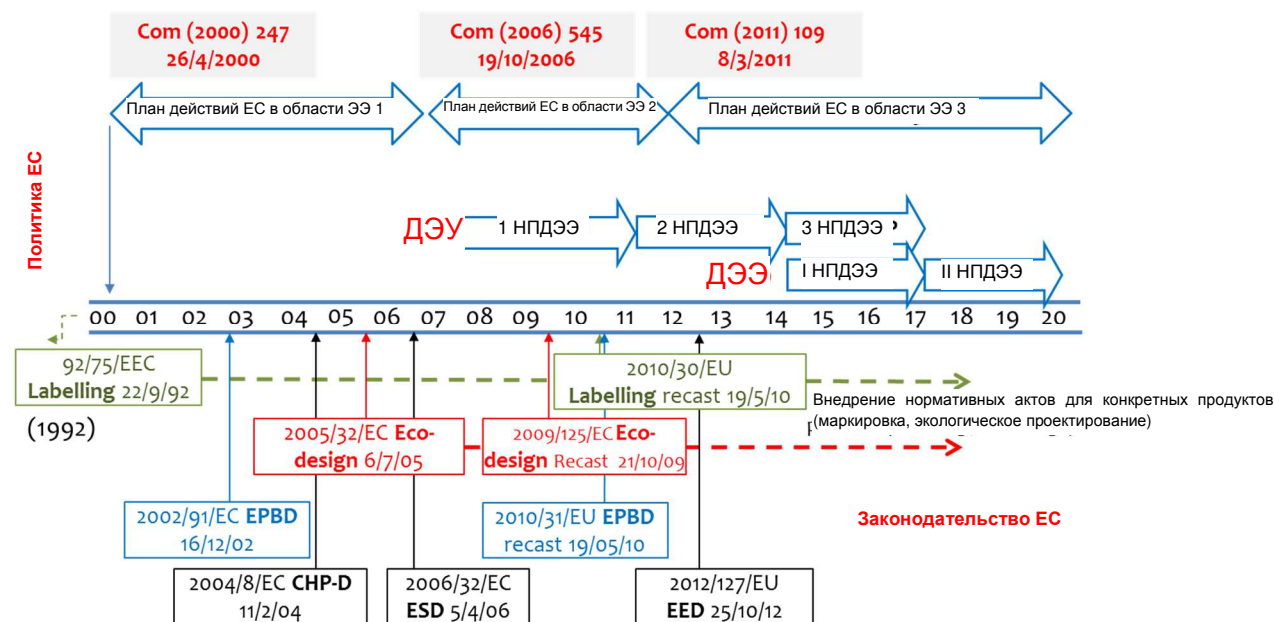 Com (2000) 247
26/4/2000
Com (2006) 545
19/10/2006
Com (2011) 109
8/3/2011
План действий ЕС в области ЭЭ 1
План действий ЕС в области ЭЭ 2
План действий ЕС в области ЭЭ 3
Политика ЕС
ДЭУ
1 НПДЭЭ
2 НПДЭЭ
3 НПДЭЭ
ДЭЭ
I НПДЭЭ
II НПДЭЭ
00 01 02 03 04 05 06 07 08 09 10 11 12 13 14 15 16 17 18 19 20
92/75/EEC
Labelling 22/9/92
(1992)
2010/30/EU
Labelling recast 19/5/10
Внедрение нормативных актов для конкретных продуктов
(маркировка, экологическое проектирование)
2005/32/EC Eco-
design 6/7/05
2009/125/EC Eco-
design Recast 21/10/09
2002/91/EC EPBD
16/12/02
2010/31/EU EPBD
recast 19/05/10
Законодательство ЕС
2004/8/EC CHP-D
11/2/04
2006/32/EC
ESD 5/4/06
2012/127/EU
EED 25/10/12